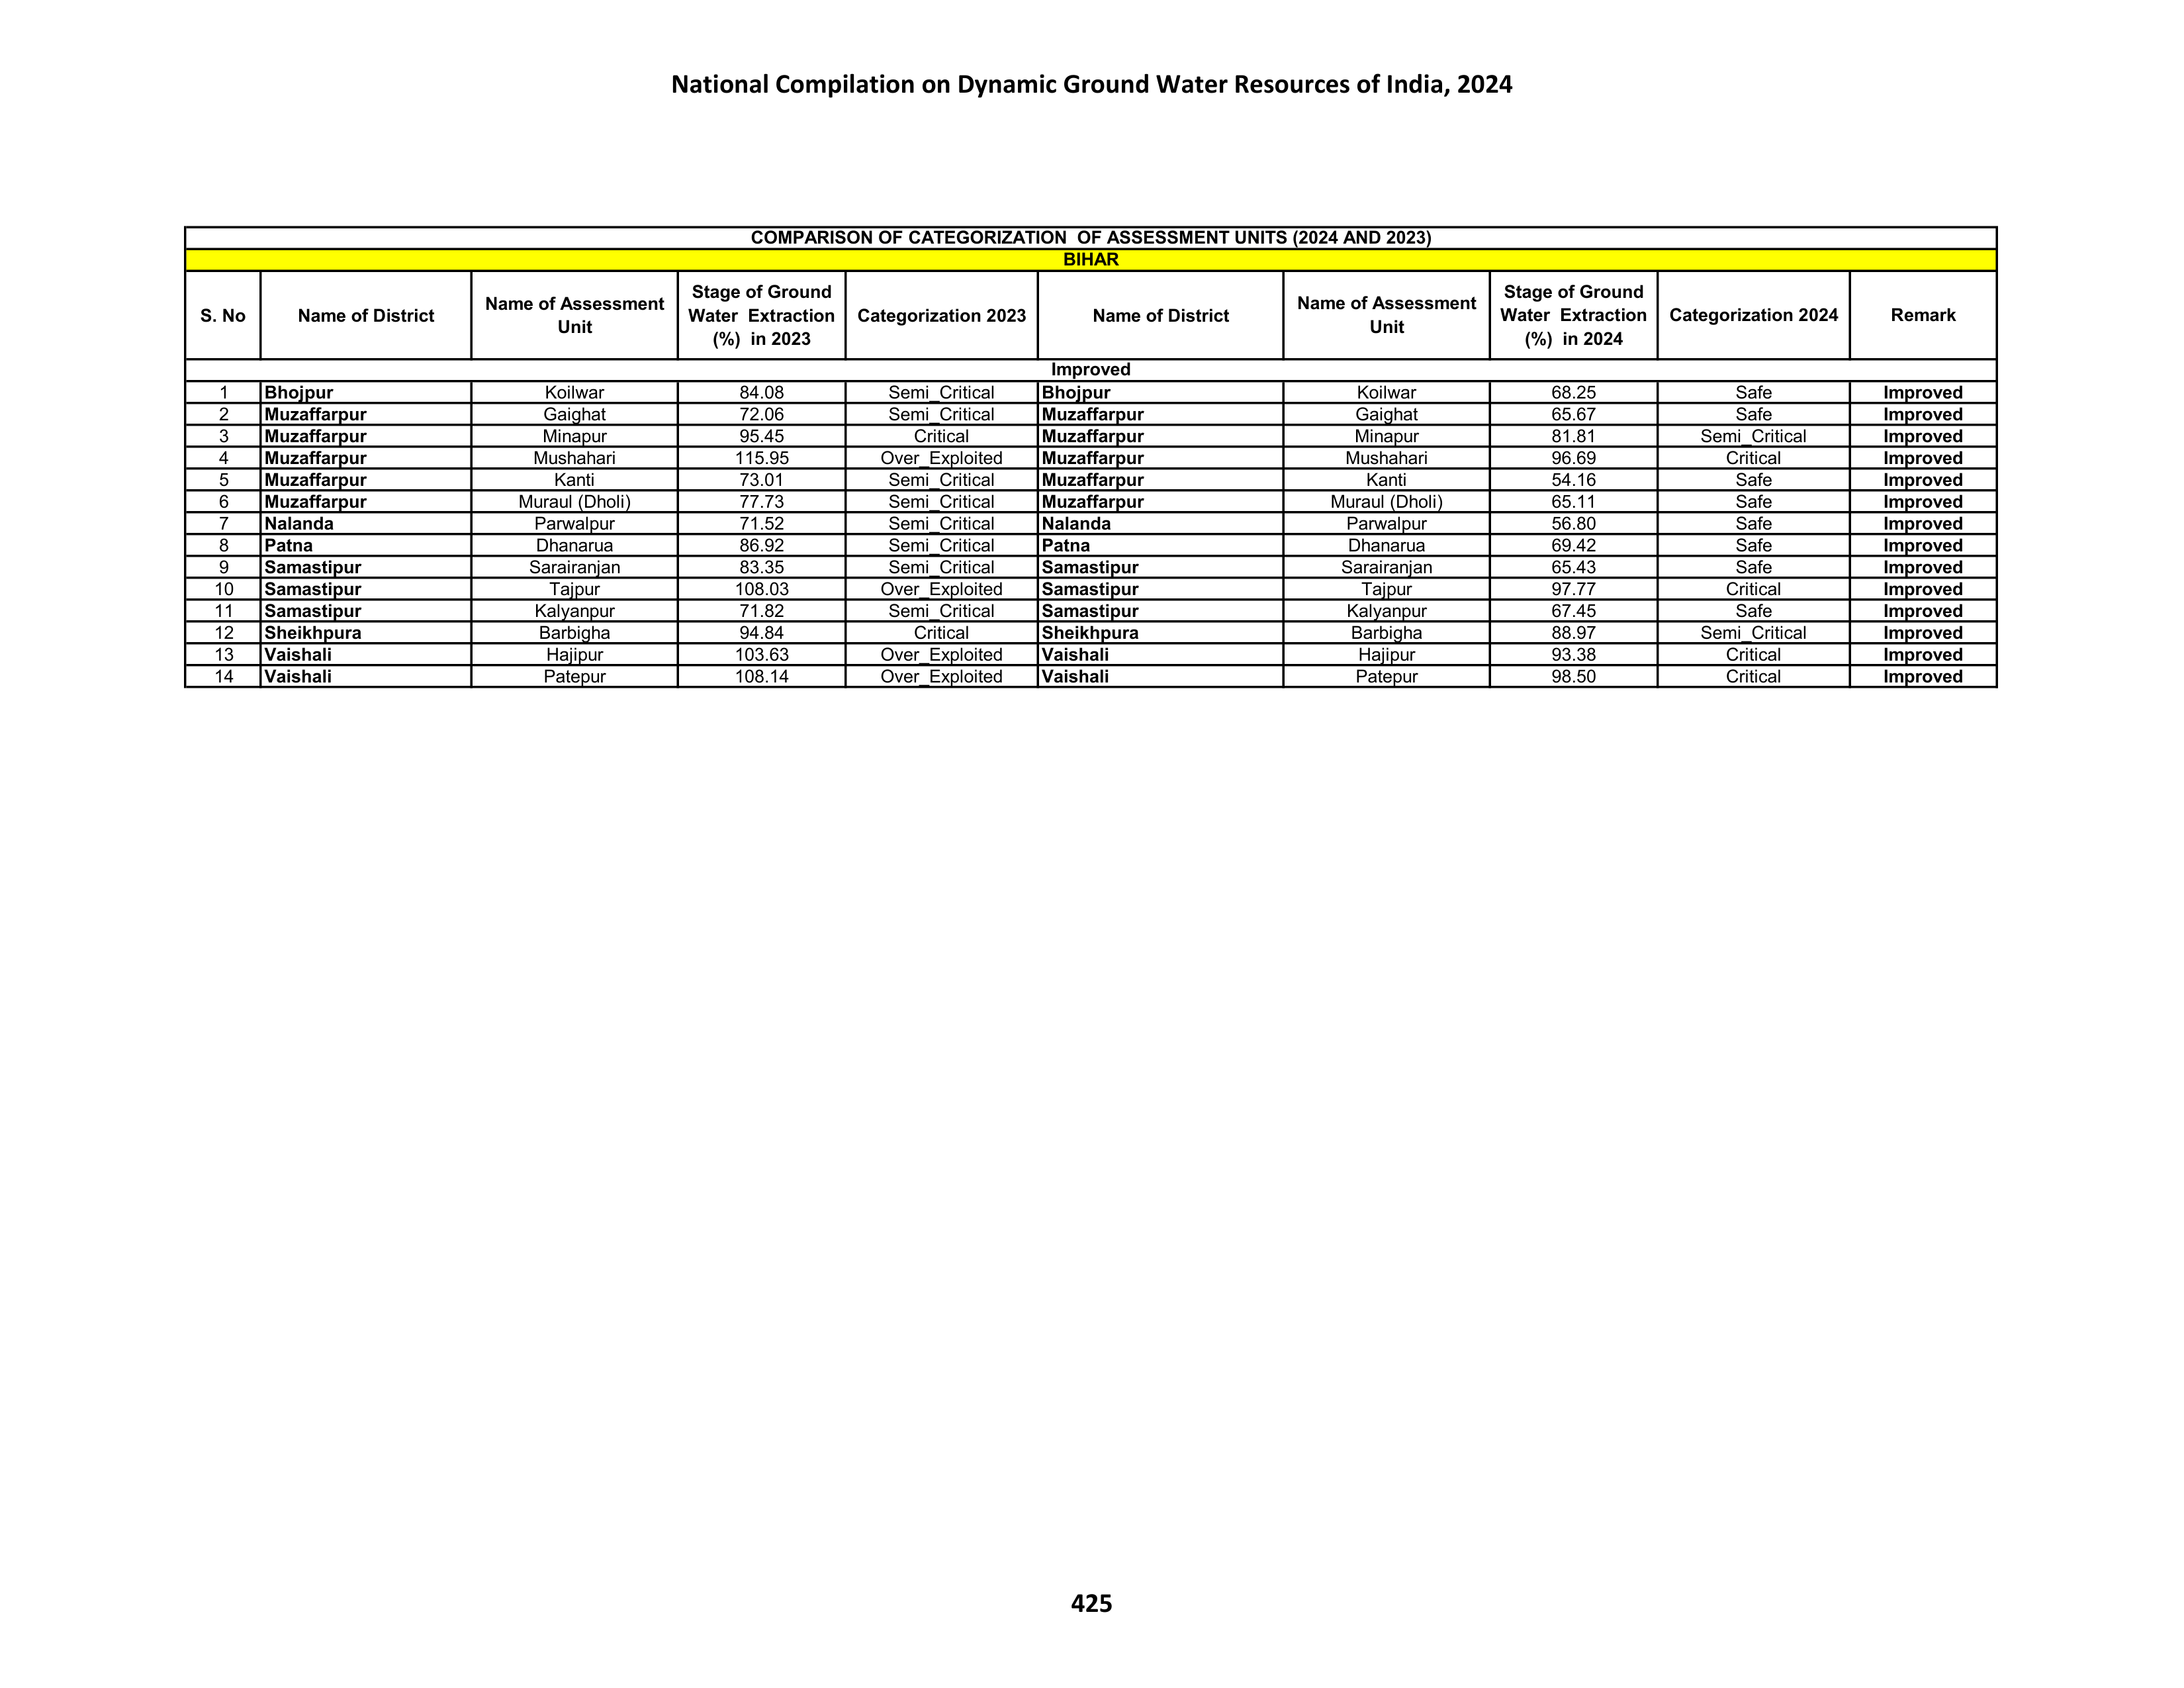 National Compilation on Dynamic Ground Water Resources of India, 2024
COMPARISON OF CATEGORIZATION OF ASSESSMENT UNITS (2024 AND 2023)
BIHAR
S. No Name of District Name of Assessment Unit Stage of Ground Water Extraction (%) in 2023 Categorization 2023 Name of District Name of Assessment Unit Stage of Ground Water Extraction (%) in 2024 Categorization 2024 Remark
Improved
1 Bhojpur Koilwar 84.08 Semi_Critical Bhojpur Koilwar 68.25 Safe Improved
2 Muzaffarpur Gaighat 72.06 Semi_Critical Muzaffarpur Gaighat 65.67 Safe Improved
3 Muzaffarpur Minapur 95.45 Critical Muzaffarpur Minapur 81.81 Semi_Critical Improved
4 Muzaffarpur Mushahari 115.95 Over_Exploited Muzaffarpur Mushahari 96.69 Critical Improved
5 Muzaffarpur Kanti 73.01 Semi_Critical Muzaffarpur Kanti 54.16 Safe Improved
6 Muzaffarpur Muraul (Dholi) 77.73 Semi_Critical Muzaffarpur Muraul (Dholi) 65.11 Safe Improved
7 Nalanda Parwalpur 71.52 Semi_Critical Nalanda Parwalpur 56.80 Safe Improved
8 Patna Dhanarua 86.92 Semi_Critical Patna Dhanarua 69.42 Safe Improved
9 Samastipur Sarairanjan 83.35 Semi_Critical Samastipur Sarairanjan 65.43 Safe Improved
10 Samastipur Tajpur 108.03 Over_Exploited Samastipur Tajpur 97.77 Critical Improved
11 Samastipur Kalyanpur 71.82 Semi_Critical Samastipur Kalyanpur 67.45 Safe Improved
12 Sheikhpura Barbigha 94.84 Critical Sheikhpura Barbigha 88.97 Semi_Critical Improved
13 Vaishali Hajipur 103.63 Over_Exploited Vaishali Hajipur 93.38 Critical Improved
14 Vaishali Patepur 108.14 Over_Exploited Vaishali Patepur 98.50 Critical Improved
425